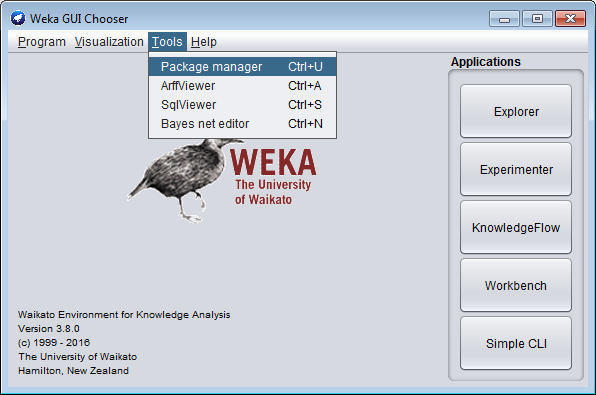 Weka GUI Chooser
Program Visualization Tools Help
Package manager Ctrl+U
ArffViewer Ctrl+A
SqlViewer Ctrl+S
Bayes net editor Ctrl+N
WEKA
The University
of Waikato
Waikato Environment for Knowledge Analysis
Version 3.8.0
(c) 1999 - 2016
The University of Waikato
Hamilton, New Zealand
Applications
Explorer
Experimenter
KnowledgeFlow
Workbench
Simple CLI